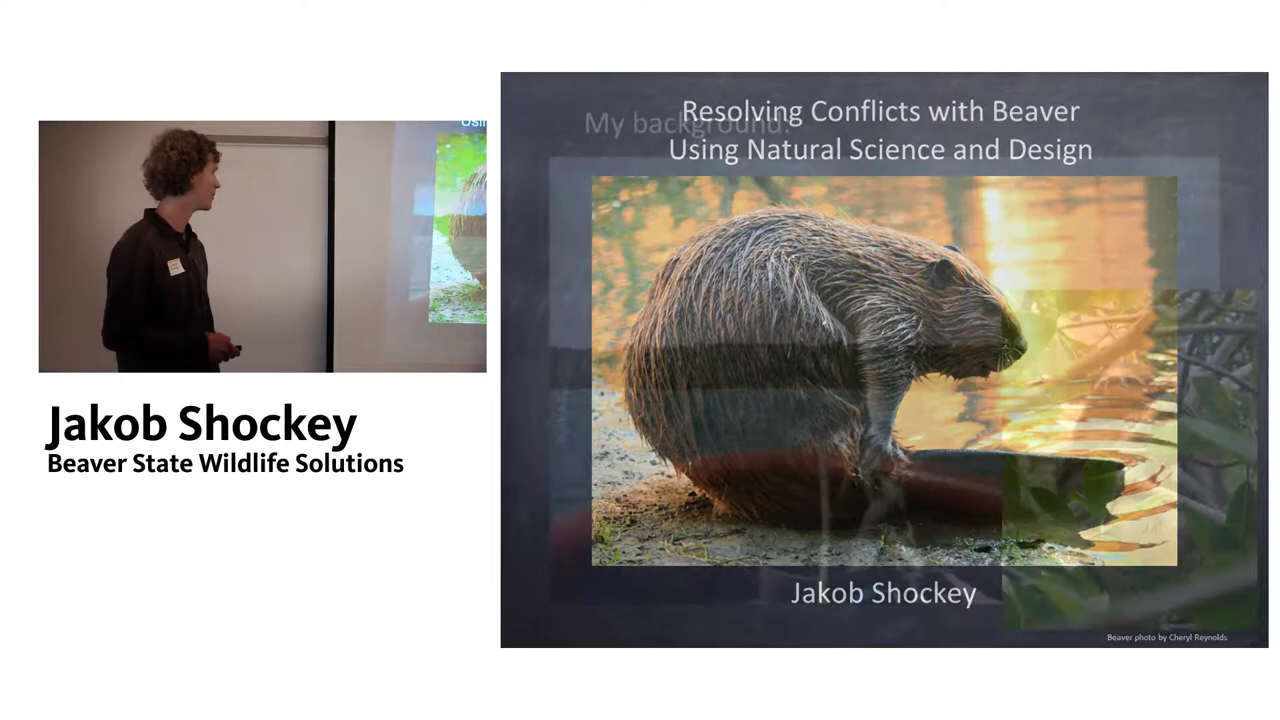 Resolving Conflicts with Beaver
Using Natural Science and Design
My background:
Jakob Shockey
Beaver photo by Cheryl Reynolds
Jakob Shockey
Beaver State Wildlife Solutions